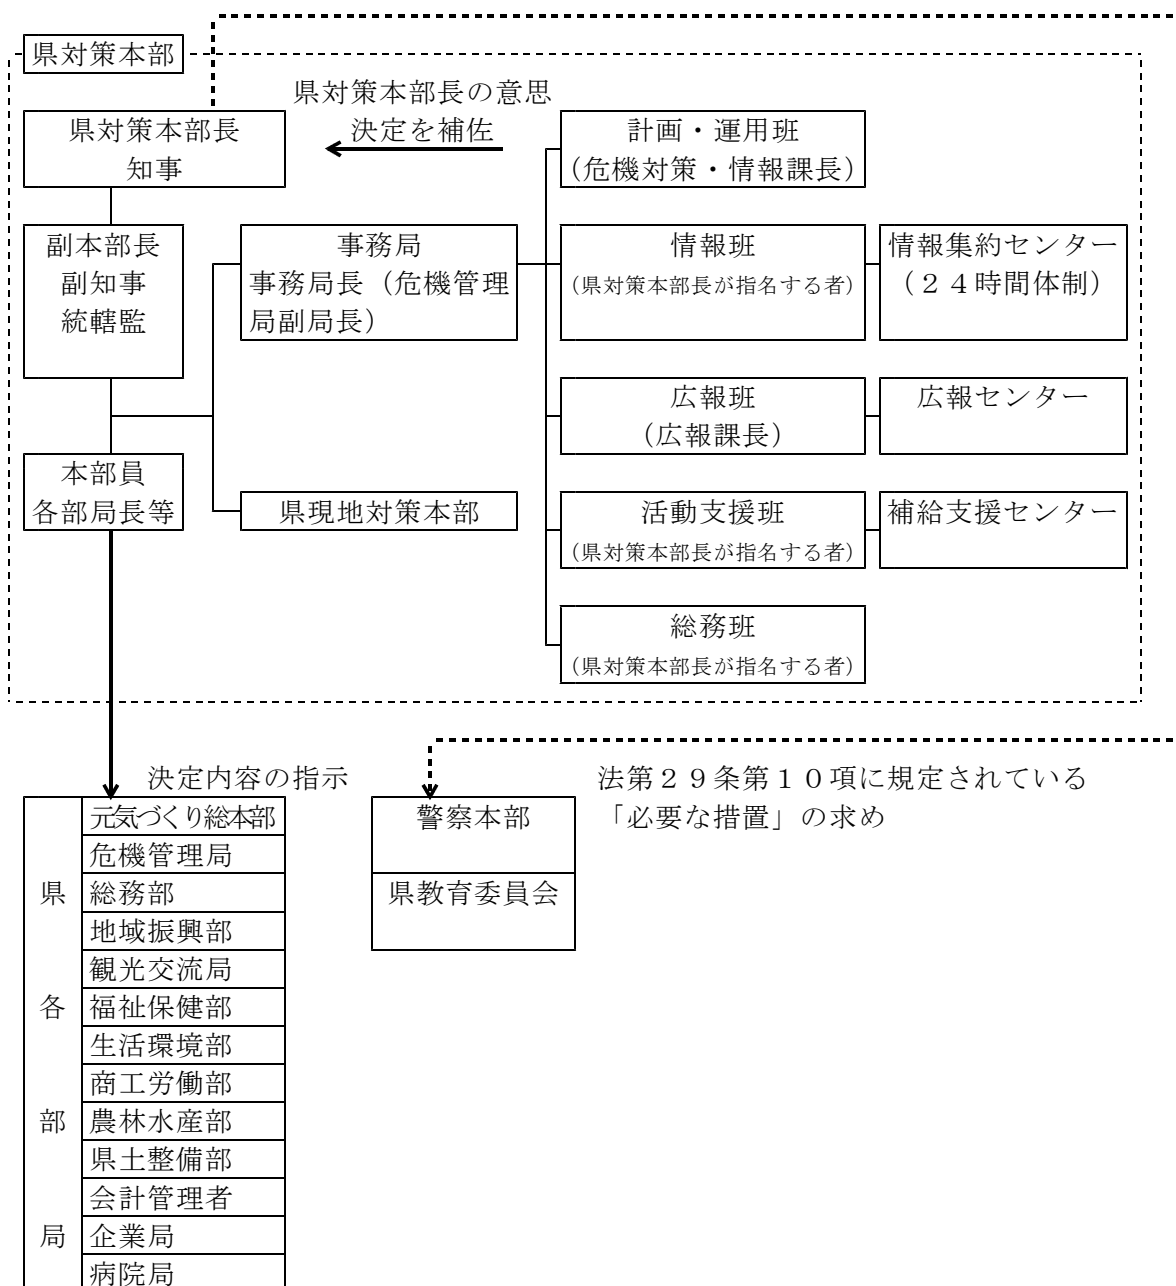 県対策本部
県対策本部長の意思
決定を補佐
県対策本部長
知事
計画・運用班
（危機対策・情報課長）
副本部長
副知事
統轄監
事務局
事務局長（危機管理
局副局長）
情報班
（県対策本部長が指名する者）
情報集約センター
（２４時間体制）
広報班
（広報課長）
広報センター
本部員
各部局長等
県現地対策本部
活動支援班
（県対策本部長が指名する者）
補給支援センター
総務班
（県対策本部長が指名する者）
決定内容の指示
法第２９条第１０項に規定されている
「必要な措置」の求め
県各部局
元気づくり総本部
危機管理局
総務部
地域振興部
観光交流局
福祉保健部
生活環境部
商工労働部
農林水産部
県土整備部
会計管理者
企業局
病院局
警察本部
県教育委員会